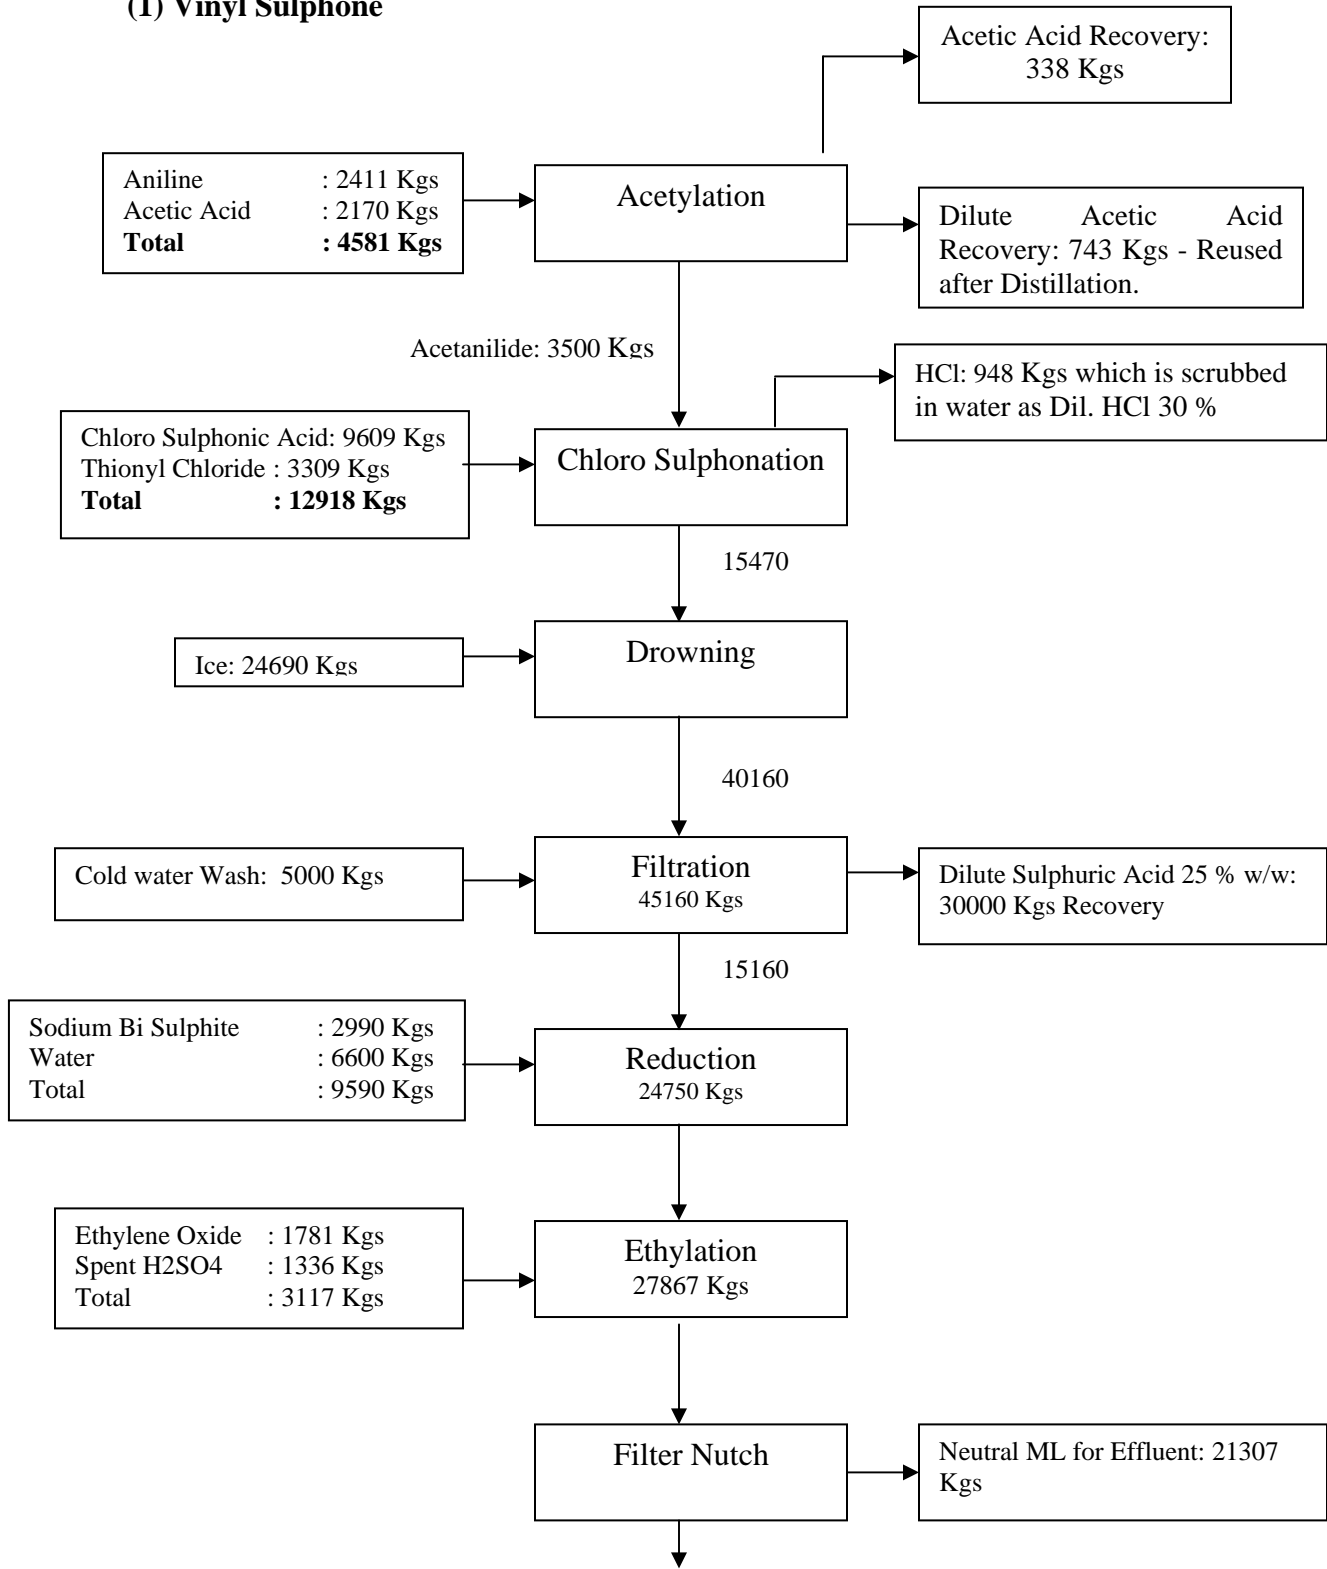 (1) Vinyl Sulphone
Acetic Acid Recovery:
338 Kgs
Aniline : 2411 Kgs
Acetic Acid : 2170 Kgs
Total : 4581 Kgs
Acetylation
Dilute Acetic Acid
Recovery: 743 Kgs - Reused
after Distillation.
Acetanilide: 3500 Kgs
HCl: 948 Kgs which is scrubbed
in water as Dil. HCl 30 %
Chloro Sulphonic Acid: 9609 Kgs
Thionyl Chloride : 3309 Kgs
Total : 12918 Kgs
Chloro Sulphonation
15470
Ice: 24690 Kgs
Drowning
40160
Cold water Wash: 5000 Kgs
Filtration
45160 Kgs
Dilute Sulphuric Acid 25 % w/w:
30000 Kgs Recovery
15160
Sodium Bi Sulphite : 2990 Kgs
Water : 6600 Kgs
Total : 9590 Kgs
Reduction
24750 Kgs
Ethylene Oxide : 1781 Kgs
Spent H2SO4 : 1336 Kgs
Total : 3117 Kgs
Ethylation
27867 Kgs
Filter Nutch
Neutral ML for Effluent: 21307
Kgs